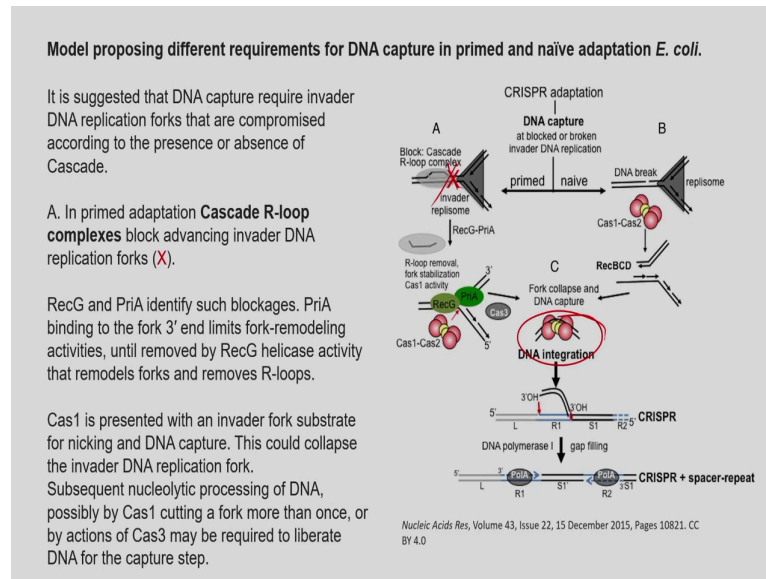 Model proposing different requirements for DNA capture in primed and naïve adaptation E. coli.
It is suggested that DNA capture require invader
DNA replication forks that are compromised
according to the presence or absence of
Cascade.
A. In primed adaptation Cascade R-loop
complexes block advancing invader DNA
replication forks (X).
RecG and PriA identify such blockages. PriA
binding to the fork 3′ end limits fork-remodeling
activities, until removed by RecG helicase activity
that remodels forks and removes R-loops.
Cas1 is presented with an invader fork substrate
for nicking and DNA capture. This could collapse
the invader DNA replication fork.
Subsequent nucleolytic processing of DNA,
possibly by Cas1 cutting a fork more than once, or
by actions of Cas3 may be required to liberate
DNA for the capture step.
CRISPR adaptation
DNA capture
at blocked or broken
invader DNA replication
primed naive
A
Block: Cascade
R-loop complex
invader
replisome
RecG-PriA
R-loop removal,
fork stabilization
Cas1 activity
3'
PriA
RecG
Cas3
Cas1-Cas2
5'
B
DNA break
replisome
Cas1-Cas2
RecBCD
C
Fork collapse and
DNA capture
DNA integration
3'OH
3'OH
5'
5'
CRISPR
L R1 S1 R2
DNA polymerase I gap filling
5' 3' PolA PolA CRISPR + spacer-repeat
L R1 S1' R2 3'S1
Nucleic Acids Res, Volume 43, Issue 22, 15 December 2015, Pages 10821. CC
BY 4.0